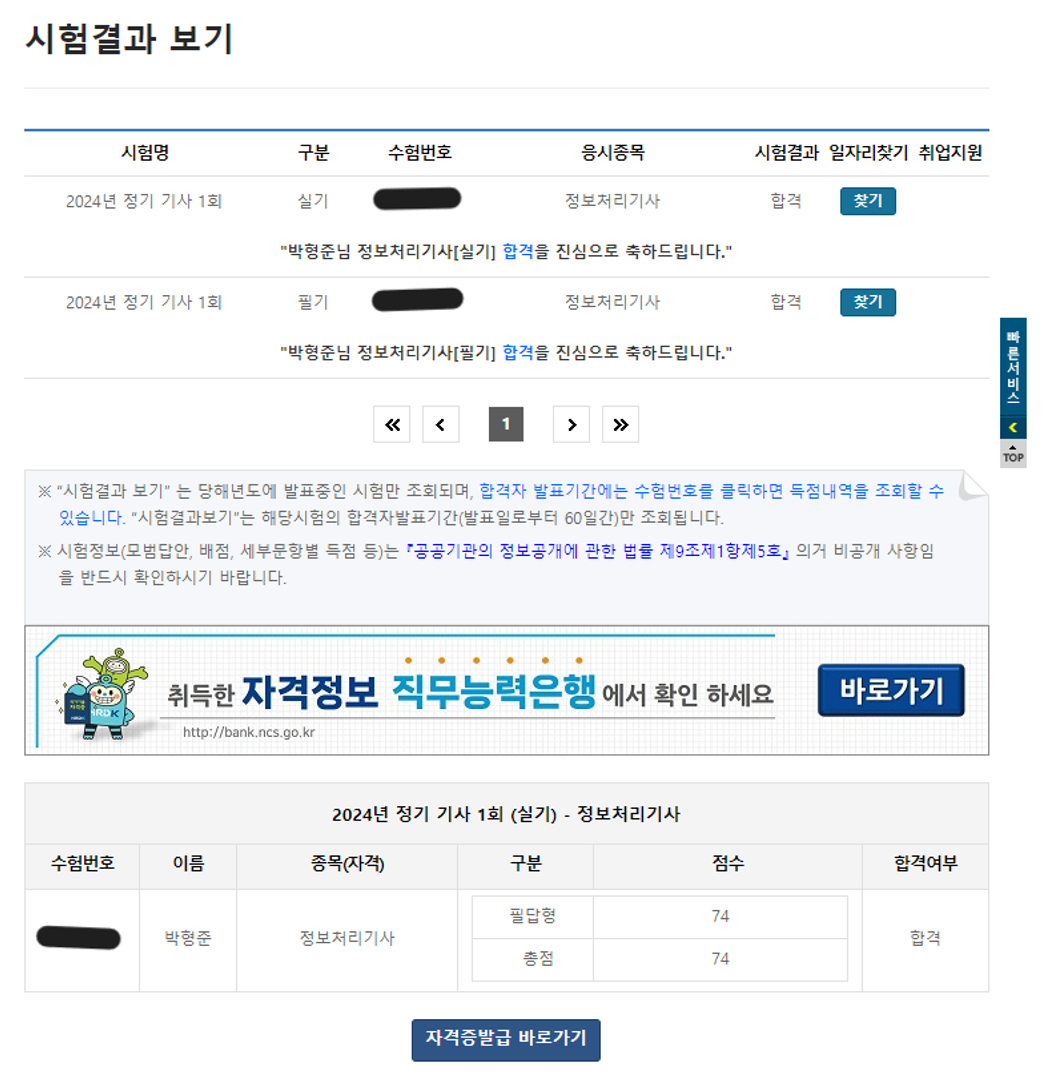 시험결과 보기
시험명 구분 수험번호 응시종목 시험결과 일자리찾기 취업지원
2024년 정기 기사 1회 실기 정보처리기사 합격 찾기
"박형준님 정보처리기사[실기] 합격을 진심으로 축하드립니다."
2024년 정기 기사 1회 필기 정보처리기사 합격 찾기
"박형준님 정보처리기사[필기] 합격을 진심으로 축하드립니다."
빠른서비스
TOP
1
※ “시험결과 보기” 는 당해년도에 발표중인 시험만 조회되며, 합격자 발표기간에는 수험번호를 클릭하면 득점내역을 조회할 수
있습니다. “시험결과보기”는 해당시험의 합격자발표기간(발표일로부터 60일간)만 조회됩니다.
※ 시험정보(모범답안, 배점, 세부문항별 득점 등)는 『공공기관의 정보공개에 관한 법률 제9조제1항제5호』 의거 비공개 사항임
을 반드시 확인하시기 바랍니다.
HRDK
취득한 자격정보 직무능력은행에서 확인 하세요
바로가기
http://bank.ncs.go.kr
2024년 정기 기사 1회 (실기) - 정보처리기사
수험번호 이름 종목(자격) 구분 점수 합격여부
필답형 74
박형준 정보처리기사 합격
총점 74
자격증발급 바로가기